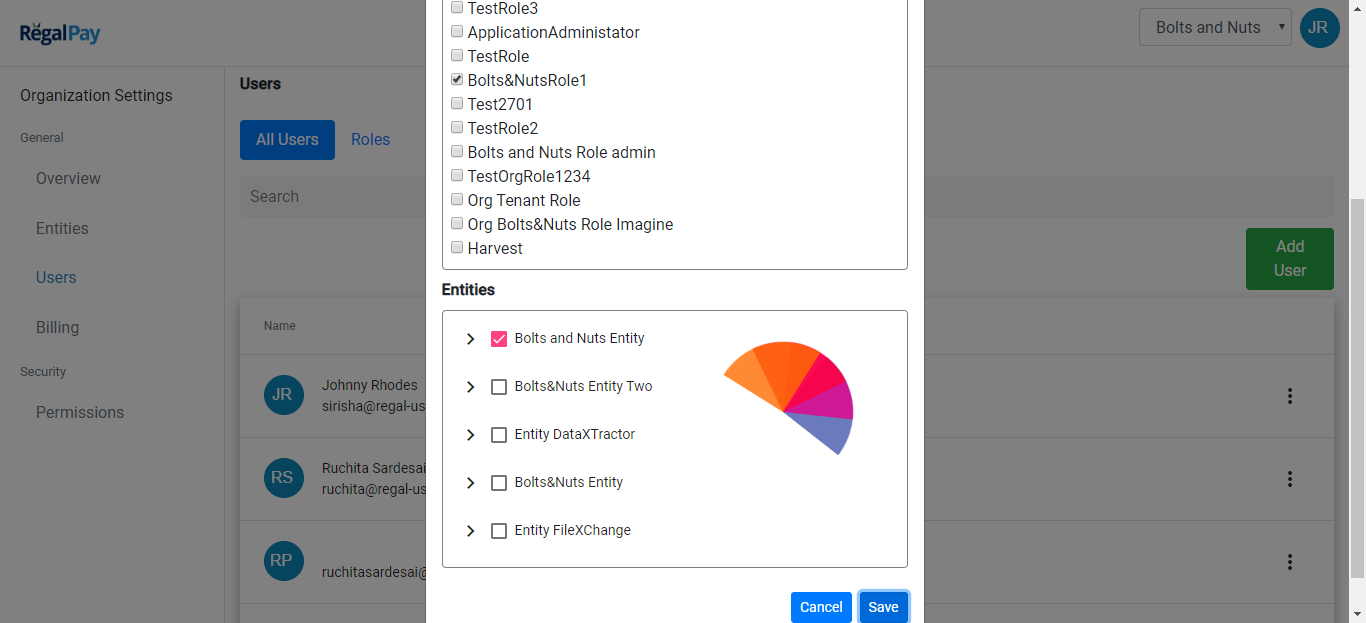 RegalPay
Bolts and Nuts
JR
Organization Settings
General
Overview
Entities
Users
Billing
Security
Permissions
Users
All Users
Roles
Search
Add
User
Name
JR
Johnny Rhodes
sirisha@regal-us
RS
Ruchita Sardesai
ruchita@regal-us
RP
ruchitasardesai@
TestRole3
ApplicationAdministator
TestRole
Bolts&NutsRole1
Test2701
TestRole2
Bolts and Nuts Role admin
TestOrgRole1234
Org Tenant Role
Org Bolts&Nuts Role Imagine
Harvest
Entities
Bolts and Nuts Entity
Bolts&Nuts Entity Two
Entity DataXTractor
Bolts&Nuts Entity
Entity FileXChange
Cancel
Save